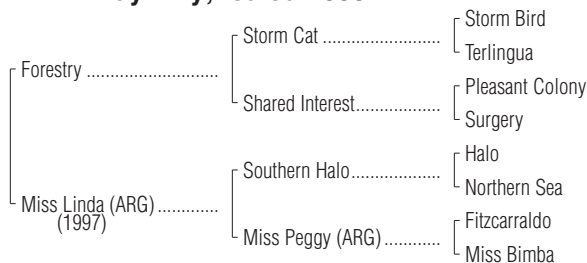 Storm Bird
Storm Cat ........................
Terlingua
Forestry ..................................
Pleasant Colony
Shared Interest...................
Surgery
Halo
Southern Halo....................
Northern Sea
Miss Linda (ARG) ...............
(1997)
Fitzcarraldo
Miss Peggy (ARG) ..............
Miss Bimba